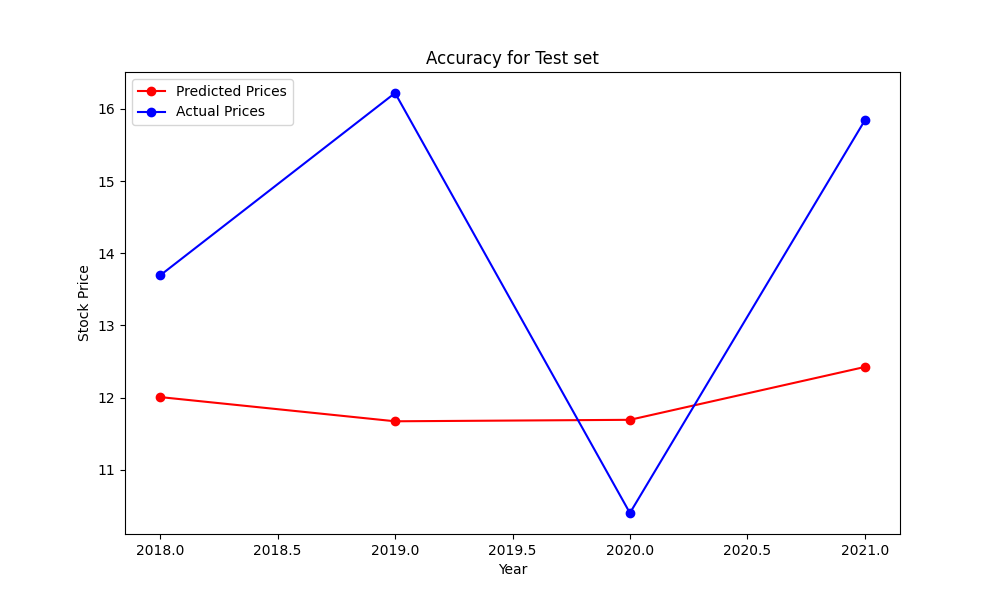 Accuracy for Test set
Predicted Prices
Actual Prices
16
15
14
13
12
11
Stock Price
2018.0 2018.5 2019.0 2019.5 2020.0 2020.5 2021.0
Year